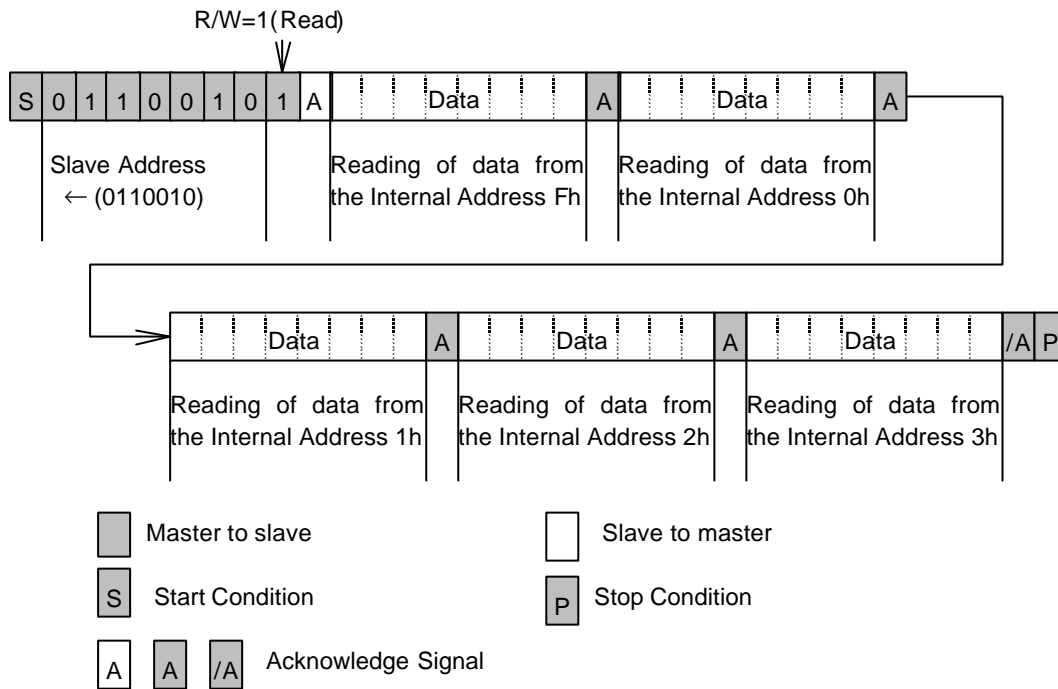 R/W=1(Read)
S 0 1 1 0 0 1 0 1 A Data A Data A
Slave Address
← (0110010)
Reading of data from
the Internal Address Fh
Reading of data from
the Internal Address 0h
Data A Data A Data /A P
Reading of data from
the Internal Address 1h
Reading of data from
the Internal Address 2h
Reading of data from
the Internal Address 3h
Master to slave
Slave to master
S Start Condition
P Stop Condition
A A /A Acknowledge Signal